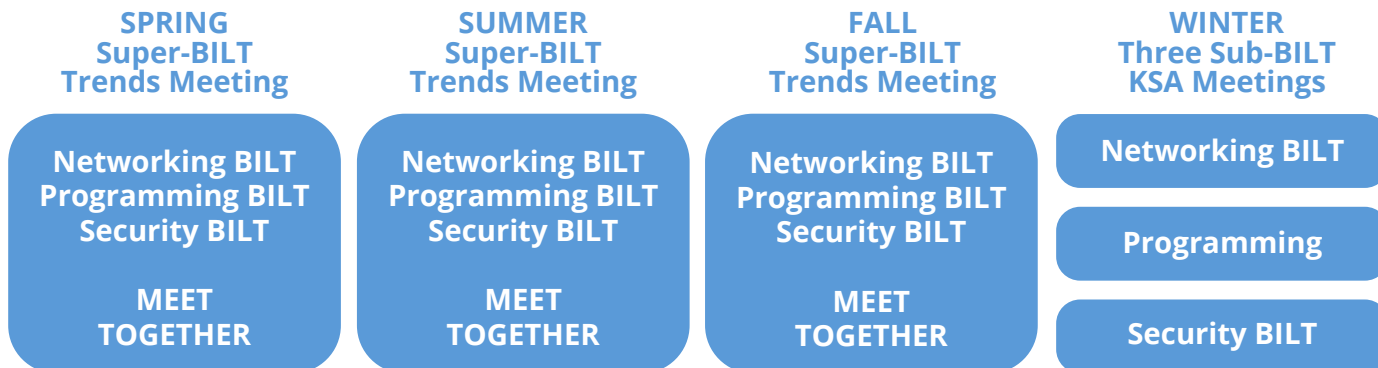 SPRING
Super-BILT
Trends Meeting
Networking BILT
Programming BILT
Security BILT
MEET
TOGETHER
SUMMER
Super-BILT
Trends Meeting
Networking BILT
Programming BILT
Security BILT
MEET
TOGETHER
FALL
Super-BILT
Trends Meeting
Networking BILT
Programming BILT
Security BILT
MEET
TOGETHER
WINTER
Three Sub-BILT
KSA Meetings
Networking BILT
Programming
Security BILT